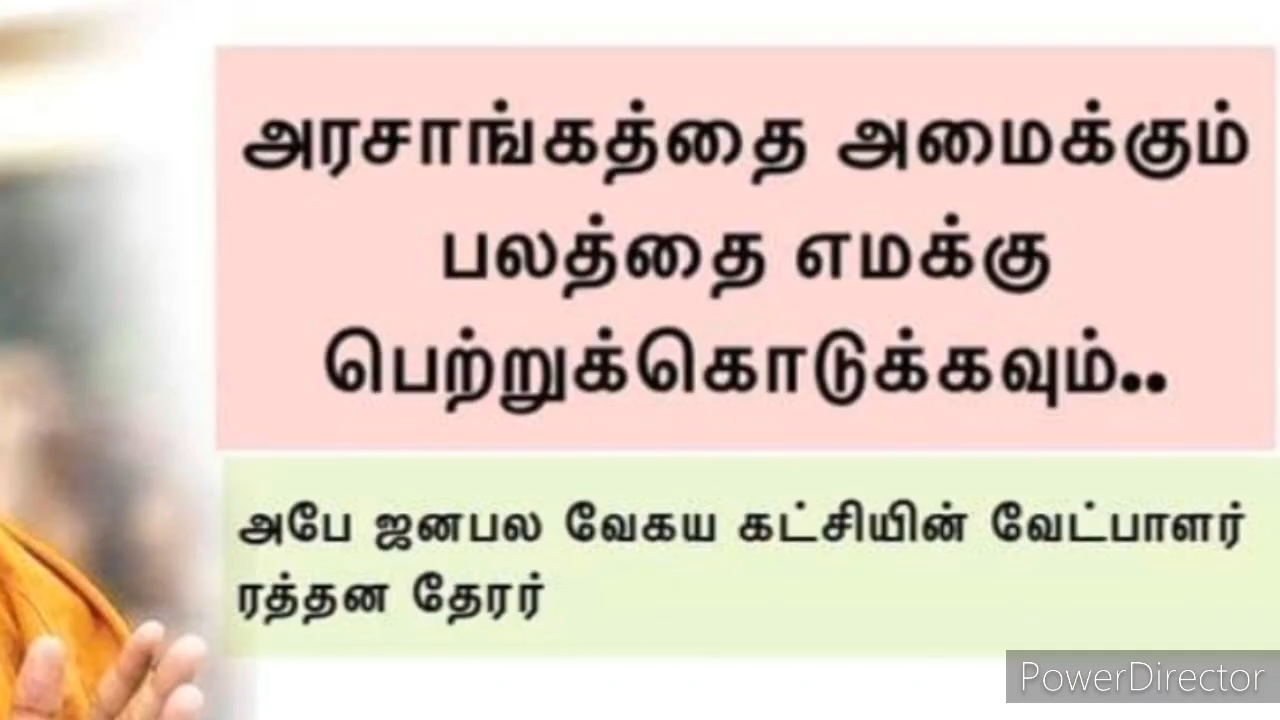 அரசாங்கத்தை அமைக்கும்
பலத்தை எமக்கு
பெற்றுக்கொடுக்கவும்..
அபே ஜனபல வேகய கட்சியின் வேட்பாளர்
ரத்தன தேரர்
PowerDirector